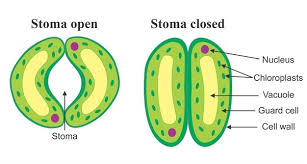 Stoma open
Stoma closed
Nucleus
Chloroplasts
Vacuole
Guard cell
Cell wall
Stoma